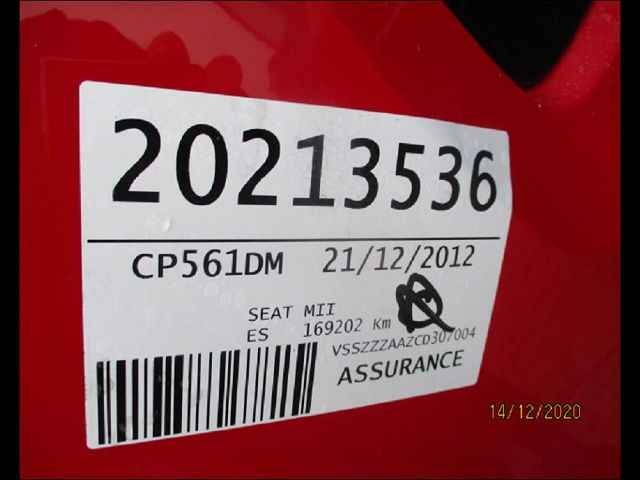 20213536
CP561DM 21/12/2012
SEAT MII
ES 169202 Km
VSSZZZAAZCD307004
ASSURANCE
14/12/2020